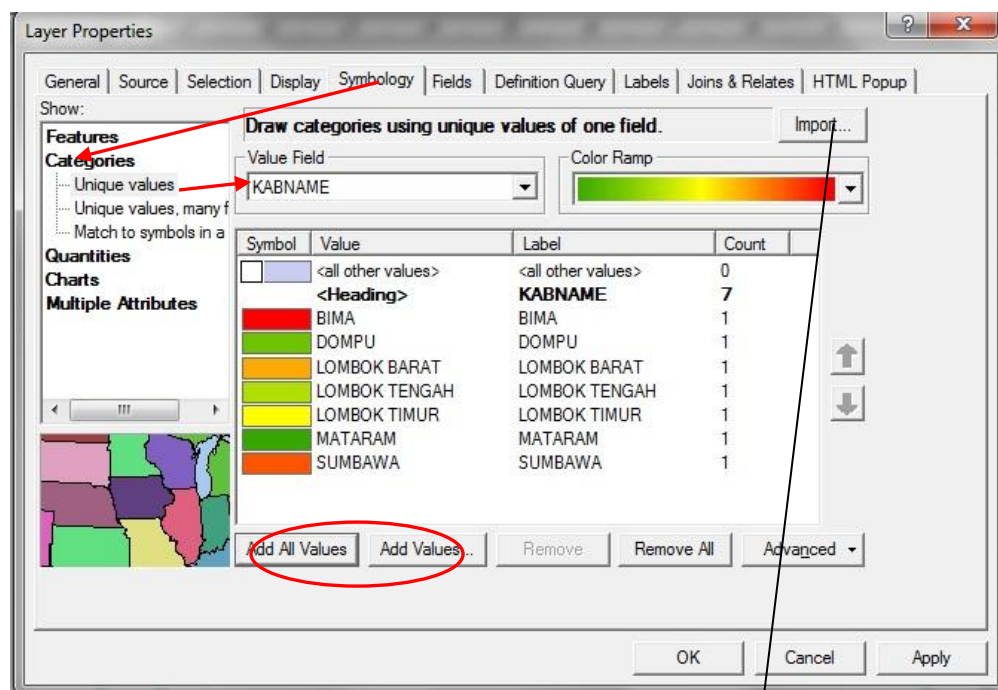 Layer Properties
General Source Selection Display Symbology Fields Definition Query Labels Joins & Relates HTML Popup
Show:
Features
Categories
Unique values
Unique values, many f
Match to symbols in a
Quantities
Charts
Multiple Attributes
Draw categories using unique values of one field.
Import...
Value Field
KABNAME
Color Ramp
Symbol Value Label Count
<all other values> <all other values> 0
<Heading> KABNAME 7
BIMA BIMA 1
DOMPU DOMPU 1
LOMBOK BARAT LOMBOK BARAT 1
LOMBOK TENGAH LOMBOK TENGAH 1
LOMBOK TIMUR LOMBOK TIMUR 1
MATARAM MATARAM 1
SUMBAWA SUMBAWA 1
Add All Values Add Values... Remove Remove All Advanced
OK Cancel Apply